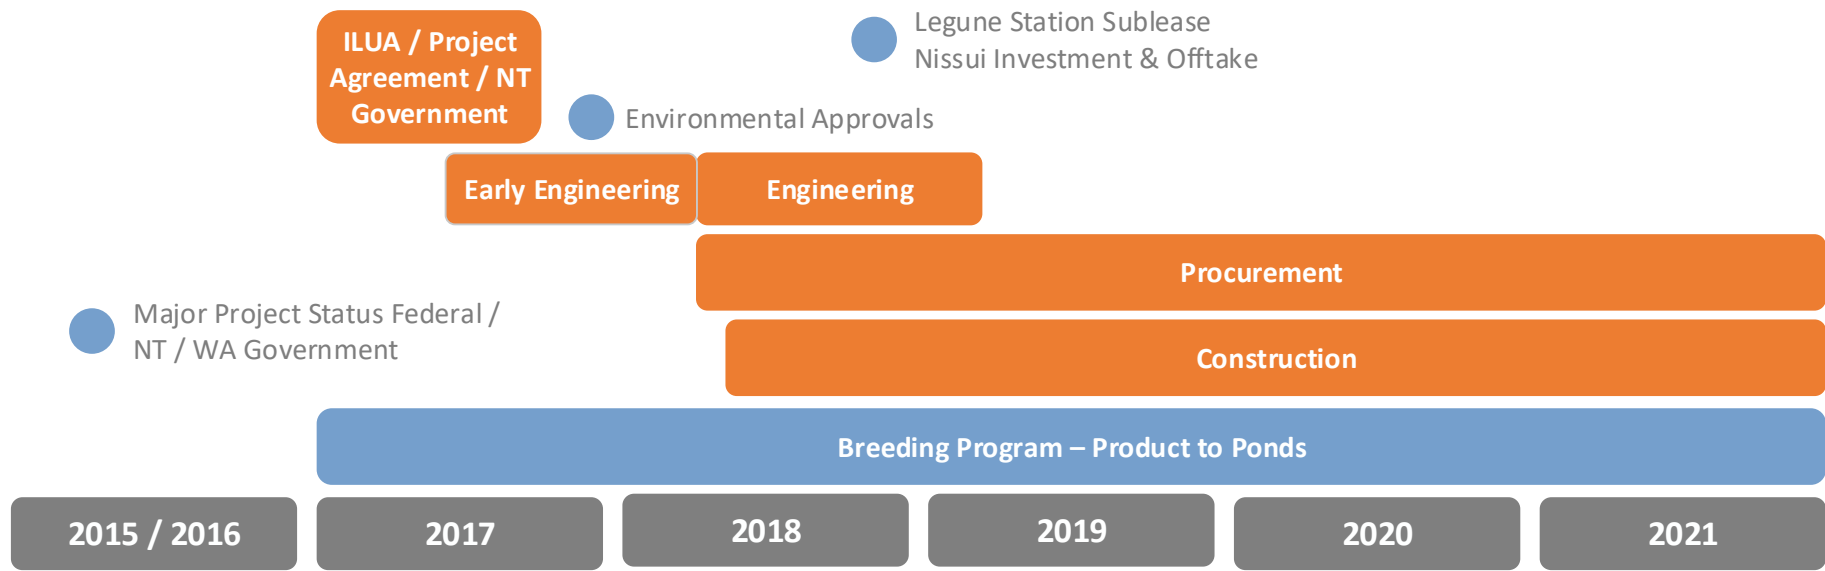 ILUA / Project
Agreement / NT
Government
Legune Station Sublease
Nissui Investment & Offtake
Environmental Approvals
Early Engineering
Engineering
Procurement
Major Project Status Federal /
NT / WA Government
Construction
Breeding Program – Product to Ponds
2015 / 2016
2017
2018
2019
2020
2021